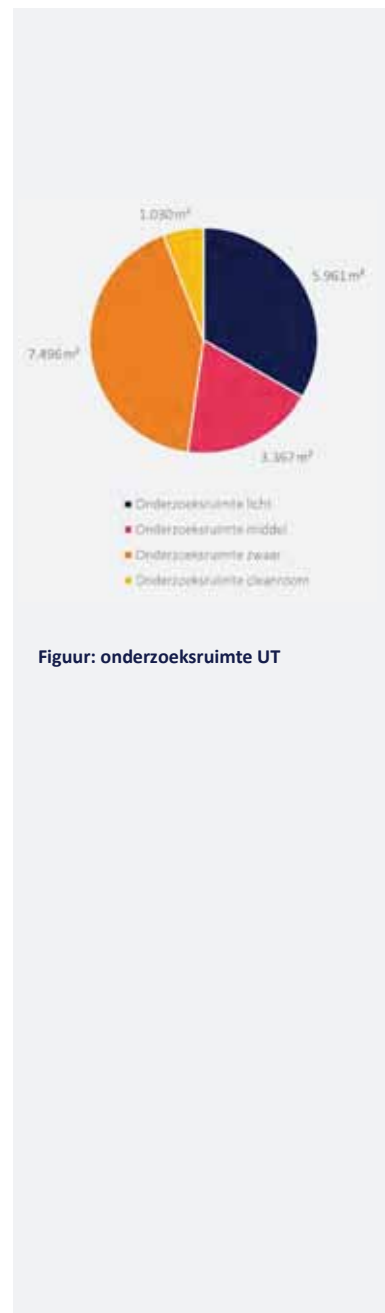 1.030 m²
5.961 m²
7.496 m²
3.367 m²
Onderzoeksruimte licht
Onderzoeksruimte middel
Onderzoeksruimte zwaar
Onderzoeksruimte cleanroom
Figuur: onderzoeksruimte UT